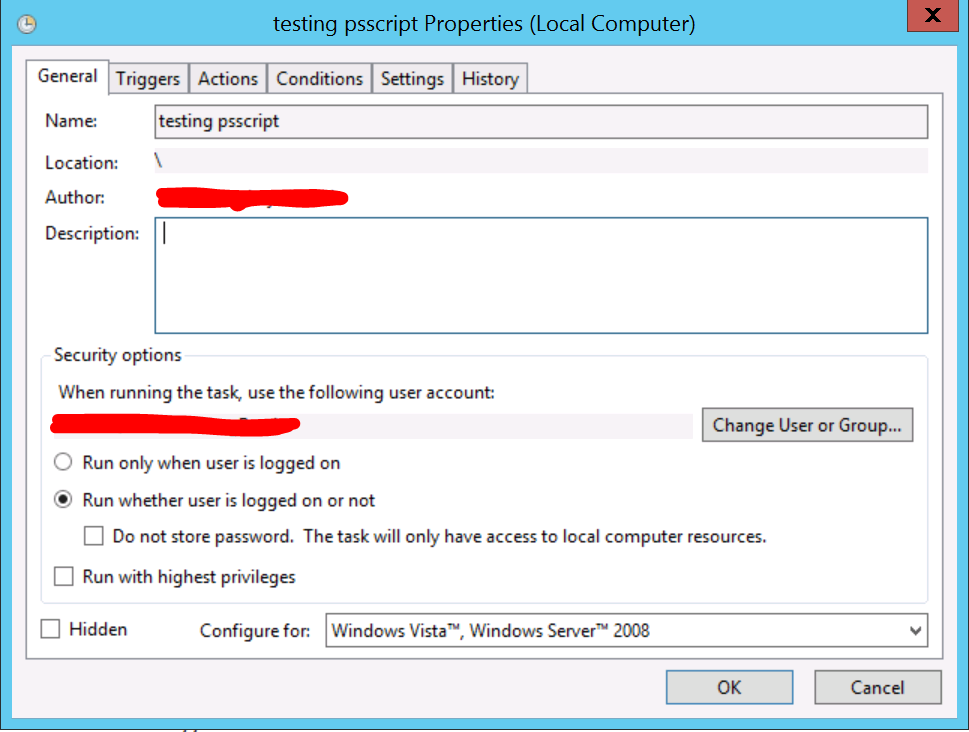 testing psscript Properties (Local Computer)
X
General Triggers Actions Conditions Settings History
Name: testing psscript
Location: \
Author:
Description:
Security options
When running the task, use the following user account:
Change User or Group...
Run only when user is logged on
Run whether user is logged on or not
Do not store password. The task will only have access to local computer resources.
Run with highest privileges
Hidden Configure for: Windows Vista™, Windows Server™ 2008
OK Cancel